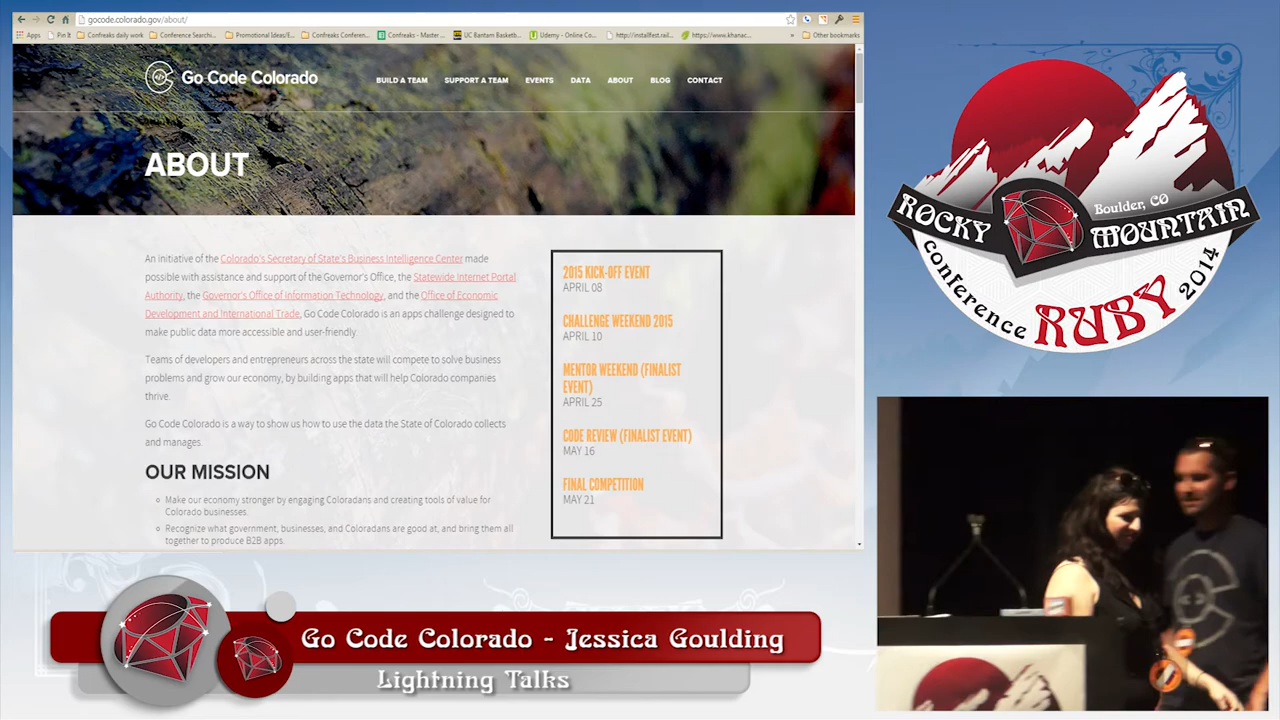 gocode.colorado.gov/about/
Apps
Pin It
Confreaks daily work
Conference Searchi...
Promotional Ideas/E...
Confreaks Conferen...
Confreaks - Master ...
UC Bantam Basketb...
Udemy - Online Co...
http://installfest.rail...
https://www.khanac...
»
Other bookmarks
Go Code Colorado
BUILD A TEAM
SUPPORT A TEAM
EVENTS
DATA
ABOUT
BLOG
CONTACT
ABOUT
An initiative of the Colorado's Secretary of State's Business Intelligence Center made
possible with assistance and support of the Governor's Office, the Statewide Internet Portal
Authority, the Governor's Office of Information Technology, and the Office of Economic
Development and International Trade, Go Code Colorado is an apps challenge designed to
make public data more accessible and user-friendly.
Teams of developers and entrepreneurs across the state will compete to solve business
problems and grow our economy, by building apps that will help Colorado companies
thrive.
Go Code Colorado is a way to show us how to use the data the State of Colorado collects
and manages.
OUR MISSION
Make our economy stronger by engaging Coloradans and creating tools of value for
Colorado businesses.
Recognize what government, businesses, and Coloradans are good at, and bring them all
together to produce B2B apps.
2015 KICK-OFF EVENT
APRIL 08
CHALLENGE WEEKEND 2015
APRIL 10
MENTOR WEEKEND (FINALIST
EVENT)
APRIL 25
CODE REVIEW (FINALIST EVENT)
MAY 16
FINAL COMPETITION
MAY 21
Boulder, CO
ROCKY MOUNTAIN
Conference RUBY 2014
Go Code Colorado - Jessica Goulding
Lightning Talks